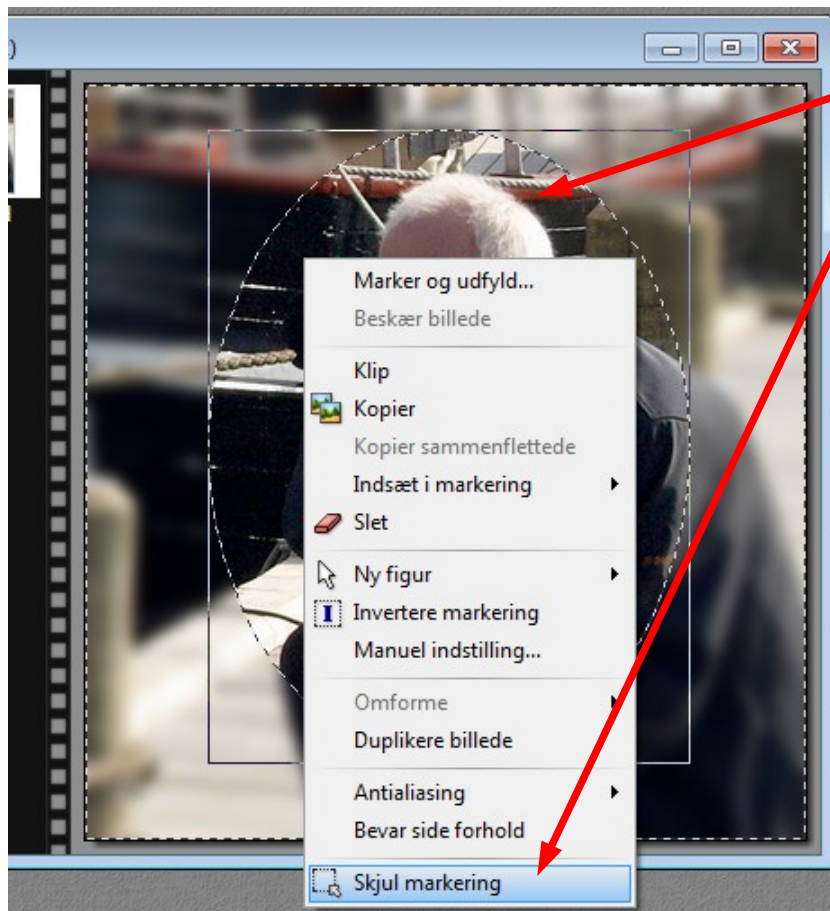 )
Marker og udfyld...
Beskær billede
Klip
Kopier
Kopier sammenflettede
Indsæt i markering
Slet
Ny figur
Invertere markering
Manuel indstilling...
Omforme
Duplikere billede
Antialiasing
Bevar side forhold
Skjul markering